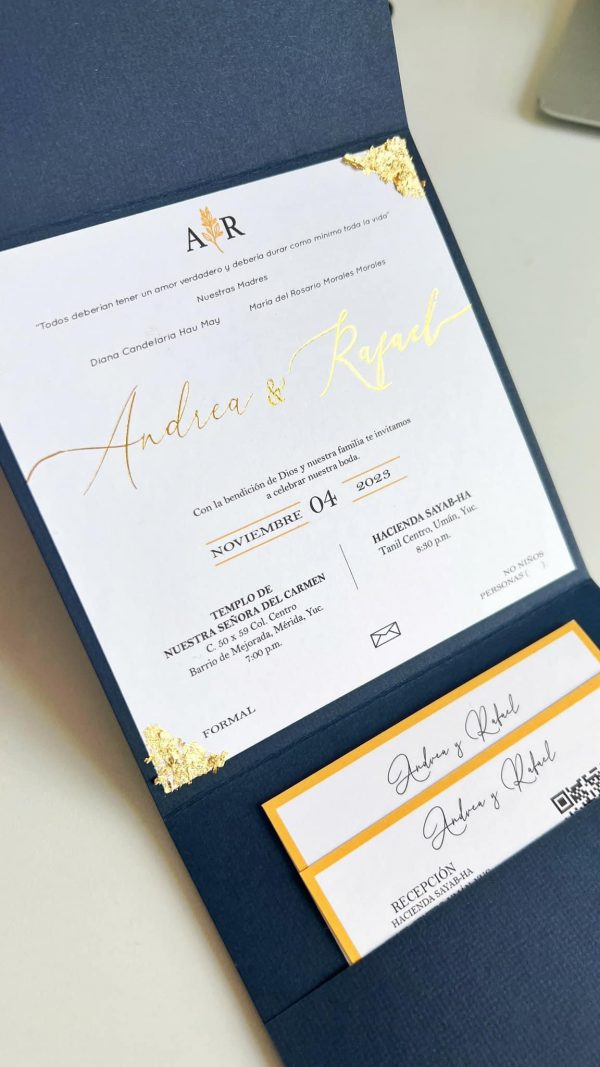 A R
"Todos deberían tener un amor verdadero y debería durar como mínimo toda la vida"
Nuestras Madres
Diana Candelaria Hau May
María del Rosario Morales Morales
Andrea & Rafael
Con la bendición de Dios y nuestra familia te invitamos
a celebrar nuestra boda.
NOVIEMBRE 04 2023
TEMPLO DE
NUESTRA SEÑORA DEL CARMEN
C. 50 x 59 Col. Centro
Barrio de Mejorada, Mérida, Yuc.
7:00 p.m.
HACIENDA SAYAB-HA
Tanil Centro, Umán, Yuc.
8:30 p.m.
NO NIÑOS
PERSONAS ( ).
FORMAL
Andrea y Rafael
Andrea y Rafael
RECEPCIÓN
HACIENDA SAYAB-HA